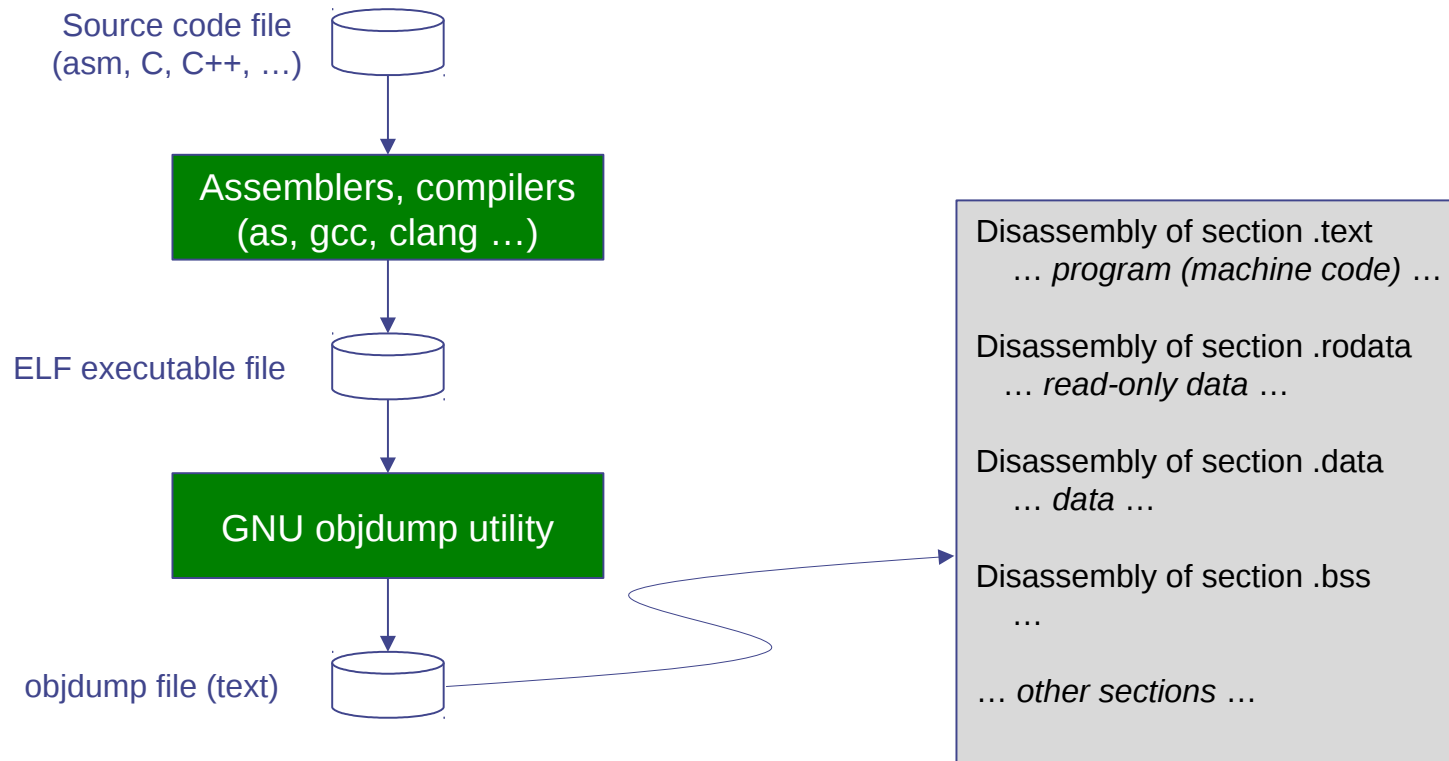 Source code file
(asm, C, C++, …)
Assemblers, compilers
(as, gcc, clang …)
ELF executable file
GNU objdump utility
objdump file (text)
Disassembly of section .text
… program (machine code) …
Disassembly of section .rodata
… read-only data …
Disassembly of section .data
… data …
Disassembly of section .bss
…
… other sections …